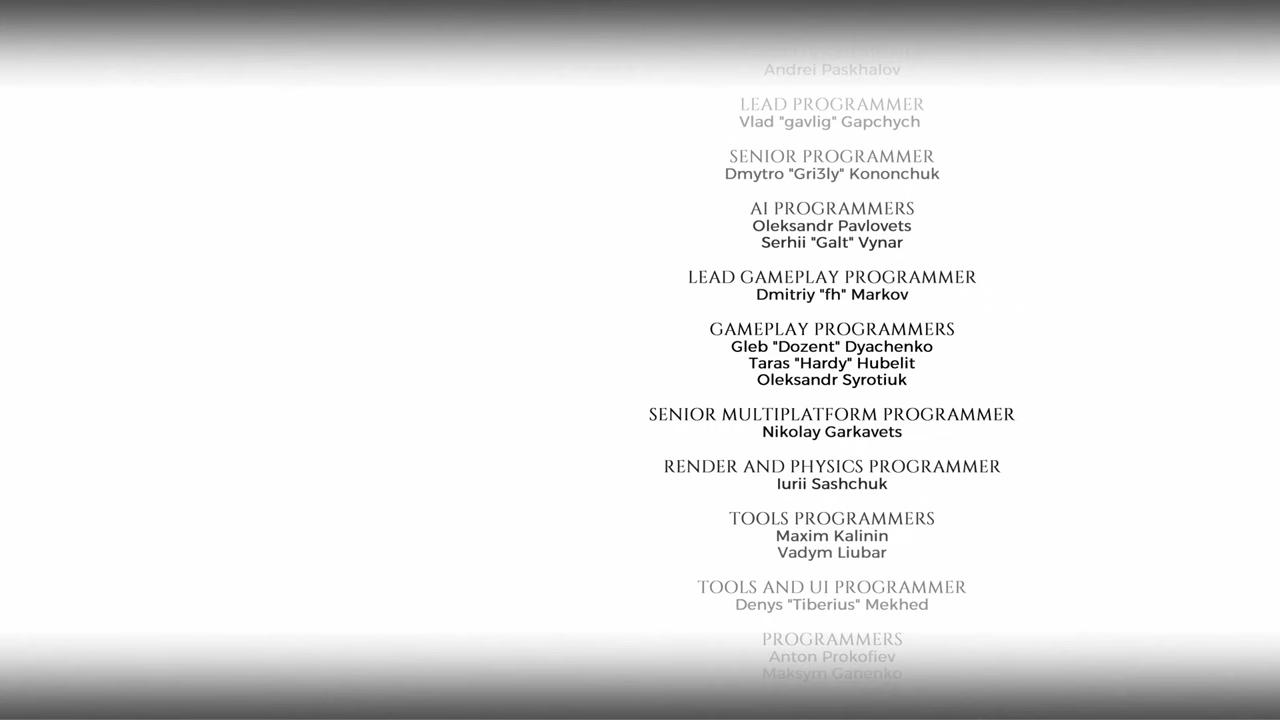 Andrei Paskhalov
LEAD PROGRAMMER
Vlad "gavlig" Gapchych
SENIOR PROGRAMMER
Dmytro "Gri3ly" Kononchuk
AI PROGRAMMERS
Oleksandr Pavlovets
Serhii "Galt" Vynar
LEAD GAMEPLAY PROGRAMMER
Dmitriy "fh" Markov
GAMEPLAY PROGRAMMERS
Gleb "Dozent" Dyachenko
Taras "Hardy" Hubelit
Oleksandr Syrotiuk
SENIOR MULTIPLATFORM PROGRAMMER
Nikolay Garkavets
RENDER AND PHYSICS PROGRAMMER
Iurii Sashchuk
TOOLS PROGRAMMERS
Maxim Kalinin
Vadym Liubar
TOOLS AND UI PROGRAMMER
Denys "Tiberius" Mekhed
PROGRAMMERS
Anton Prokofiev
Maksym Ganenko